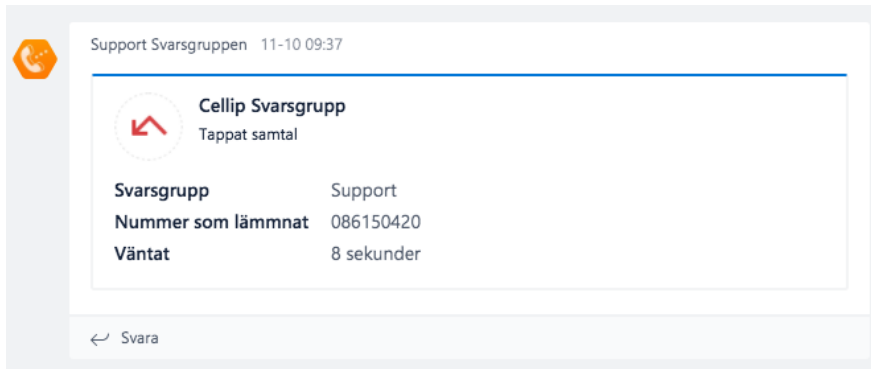 Support Svarsgruppen 11-10 09:37
Cellip Svarsgrupp
Tappat samtal
Svarsgrupp Support
Nummer som lämmnat 086150420
Väntat 8 sekunder
Svara